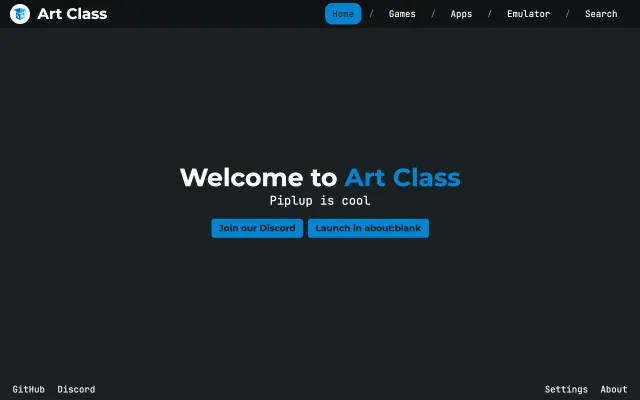 Art Class
Home / Games / Apps / Emulator / Search
Welcome to Art Class
Piplup is cool
Join our Discord Launch in about:blank
GitHub Discord Settings About